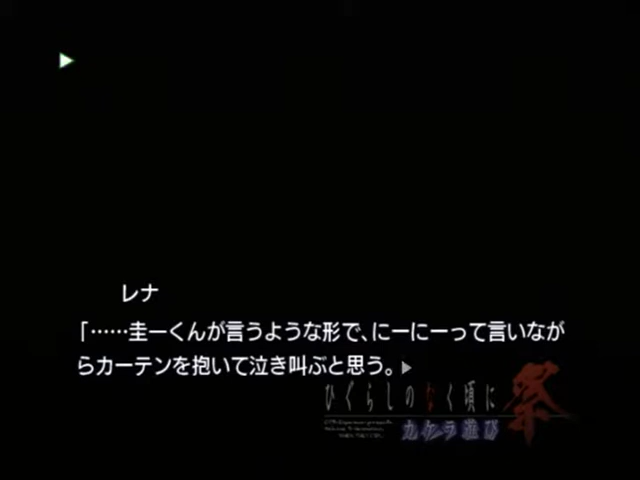 レナ
「……圭一くんが言うような形で、にーにーって言いなが
らカーテンを抱いて泣き叫ぶと思う。
ひぐらしのなく頃に 祭
カケラ遊び